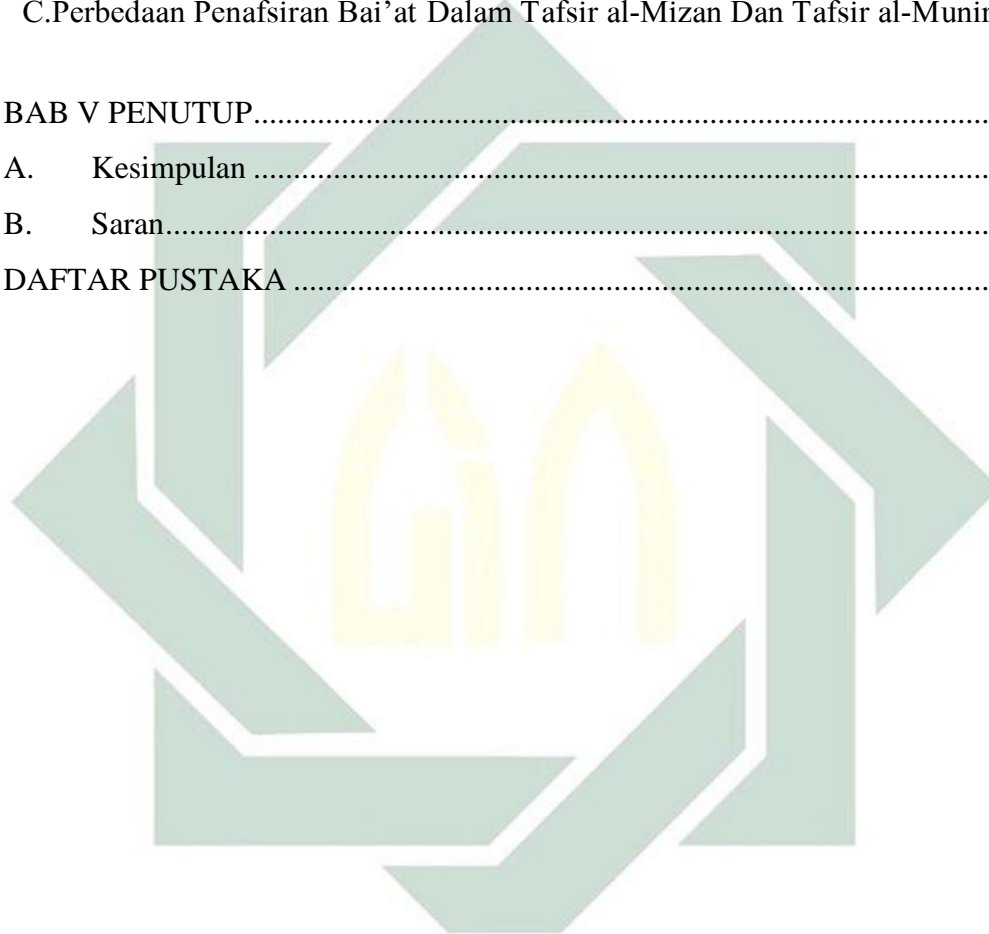 C.Perbedaan Penafsiran Bai’at Dalam Tafsir al-Mizan Dan Tafsir al-Munir
BAB V PENUTUP..........................................................................................
A. Kesimpulan ..........................................................................................
B. Saran..........................................................................................
DAFTAR PUSTAKA ..........................................................................................